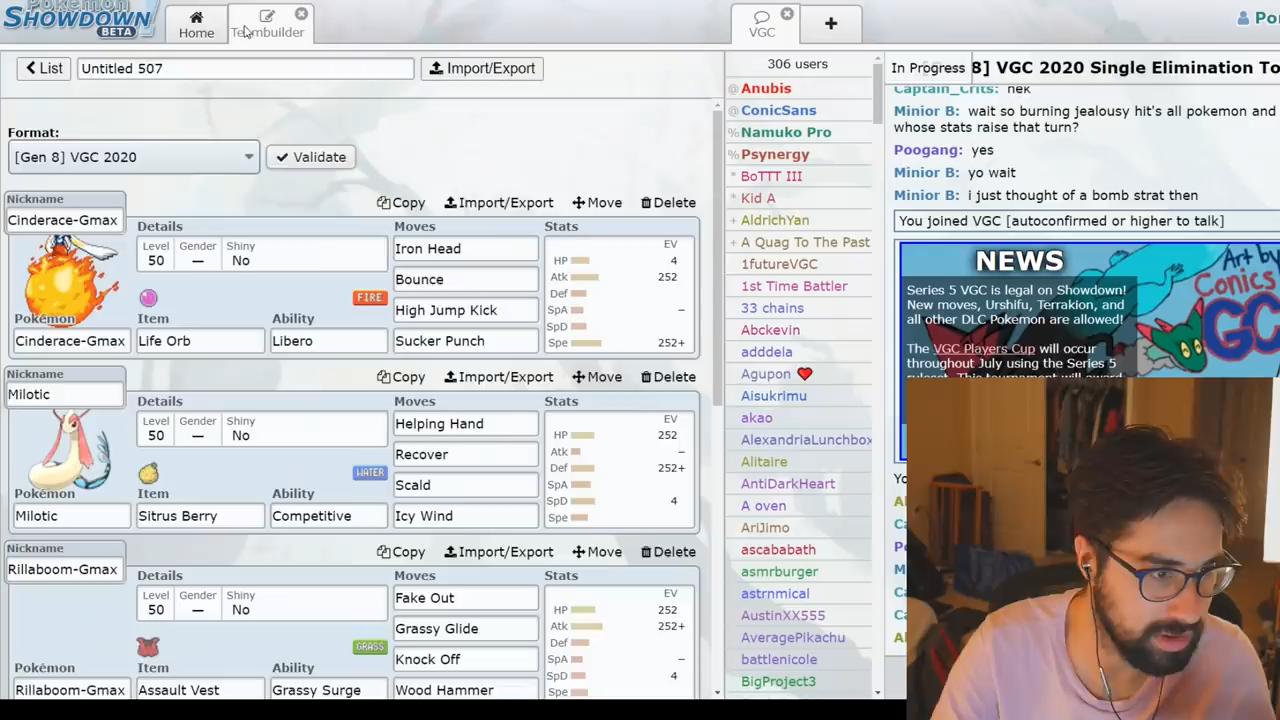 Pokémon
SHOWDOWN
BETA
Home
Teambuilder
VGC
+
Po
List
Untitled 507
Import/Export
306 users
In Progress
8] VGC 2020 Single Elimination To
Format:
[Gen 8] VGC 2020
Validate
Nickname
Cinderace-Gmax
Copy
Import/Export
Move
Delete
Details
Level
50
Gender
—
Shiny
No
Moves
Iron Head
Bounce
High Jump Kick
Sucker Punch
Stats
EV
HP 4
Atk 252
Def
SpA –
SpD
Spe 252+
FIRE
Pokémon
Cinderace-Gmax
Item
Life Orb
Ability
Libero
Nickname
Milotic
Copy
Import/Export
Move
Delete
Details
Level
50
Gender
—
Shiny
No
Moves
Helping Hand
Recover
Scald
Icy Wind
Stats
EV
HP 252
Atk –
Def 252+
SpA
SpD 4
Spe
WATER
Pokémon
Milotic
Item
Sitrus Berry
Ability
Competitive
Nickname
Rillaboom-Gmax
Copy
Import/Export
Move
Delete
Details
Level
50
Gender
—
Shiny
No
Moves
Fake Out
Grassy Glide
Knock Off
Wood Hammer
Stats
EV
HP 252
Atk 252+
Def
SpA –
SpD 4
Spe
GRASS
Pokémon
Rillaboom-Gmax
Item
Assault Vest
Ability
Grassy Surge
@ Anubis
@ ConicSans
% Namuko Pro
% Psynergy
* BoTTT III
* Kid A
+ AldrichYan
+ A Quag To The Past
1futureVGC
1st Time Battler
33 chains
Abckevin
adddela
Agupon
Aisukrimu
akao
AlexandriaLunchbox
Alitaire
AntiDarkHeart
A oven
AriJimo
ascababath
asmrburger
astrnmical
AustinXX555
AveragePikachu
battlenicole
BigProject3
Captain_Crits: nek
Minior B: wait so burning jealousy hit's all pokemon and
whose stats raise that turn?
Poogang: yes
Minior B: yo wait
Minior B: i just thought of a bomb strat then
You joined VGC [autoconfirmed or higher to talk]
NEWS
Series 5 VGC is legal on Showdown!
New moves, Urshifu, Terrakion, and
all other DLC Pokemon are allowed!
The VGC Players Cup will occur
throughout July using the Series 5
ruleset. This tournament will award
Art by
Conics
GC